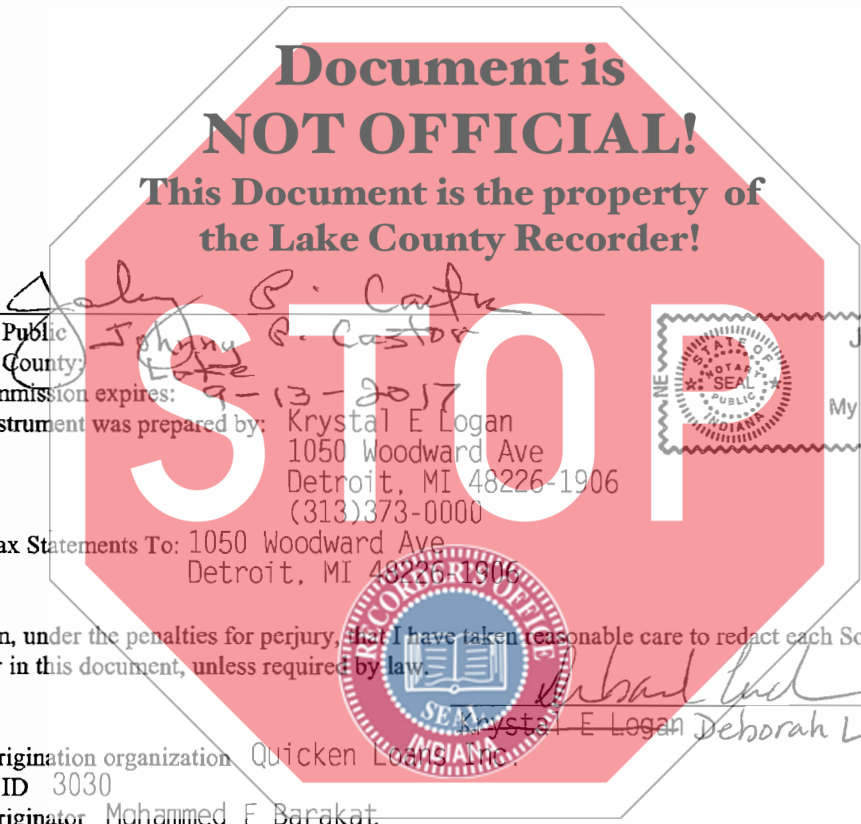 Document is
NOT OFFICIAL!
This Document is the property of
the Lake County Recorder!
STOP
Public Johnny R. Castor
County: Lake
mmission expires: 9-13-2017
strument was prepared by: Krystal E Logan
1050 Woodward Ave
Detroit, MI 48226-1906
(313)373-0000
NE
STATE OF
NOTARY
SEAL
PUBLIC
INDIANA
J
My
ax Statements To: 1050 Woodward Ave
Detroit, MI 48226-1906
n, under the penalties for perjury, that I have taken reasonable care to redact each So
r in this document, unless required by law.
RECORDER'S OFFICE
SEAL
INDIANA
Krystal E Logan Deborah L
rigination organization Quicken Loans Inc.
ID 3030
riginator Mohammed F Barakat